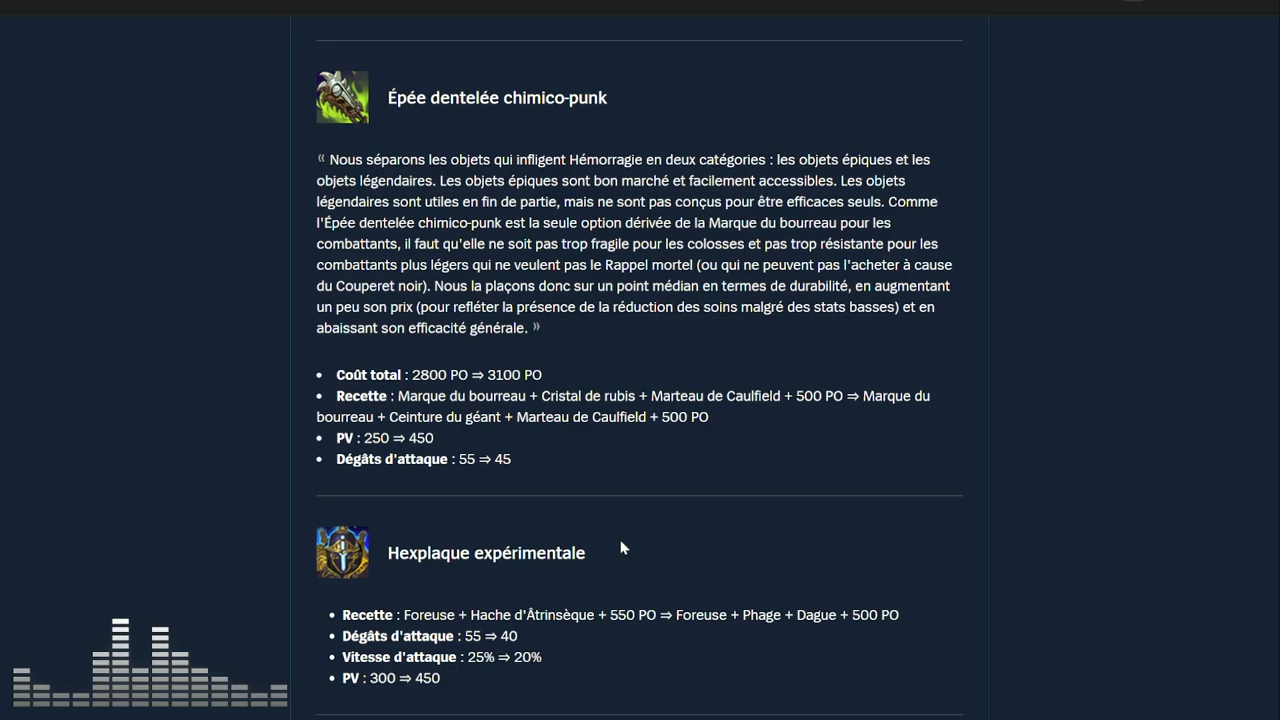 Épée dentelée chimico-punk
« Nous séparons les objets qui infligent Hémorragie en deux catégories : les objets épiques et les
objets légendaires. Les objets épiques sont bon marché et facilement accessibles. Les objets
légendaires sont utiles en fin de partie, mais ne sont pas conçus pour être efficaces seuls. Comme
l'Épée dentelée chimico-punk est la seule option dérivée de la Marque du bourreau pour les
combattants, il faut qu'elle ne soit pas trop fragile pour les colosses et pas trop résistante pour les
combattants plus légers qui ne veulent pas le Rappel mortel (ou qui ne peuvent pas l'acheter à cause
du Couperet noir). Nous la plaçons donc sur un point médian en termes de durabilité, en augmentant
un peu son prix (pour refléter la présence de la réduction des soins malgré des stats basses) et en
abaissant son efficacité générale. »
• Coût total : 2800 PO ⇒ 3100 PO
• Recette : Marque du bourreau + Cristal de rubis + Marteau de Caulfield + 500 PO ⇒ Marque du
bourreau + Ceinture du géant + Marteau de Caulfield + 500 PO
• PV : 250 ⇒ 450
• Dégâts d'attaque : 55 ⇒ 45
Hexplaque expérimentale
• Recette : Foreuse + Hache d'Âtrinsèque + 550 PO ⇒ Foreuse + Phage + Dague + 500 PO
• Dégâts d'attaque : 55 ⇒ 40
• Vitesse d'attaque : 25% ⇒ 20%
• PV : 300 ⇒ 450